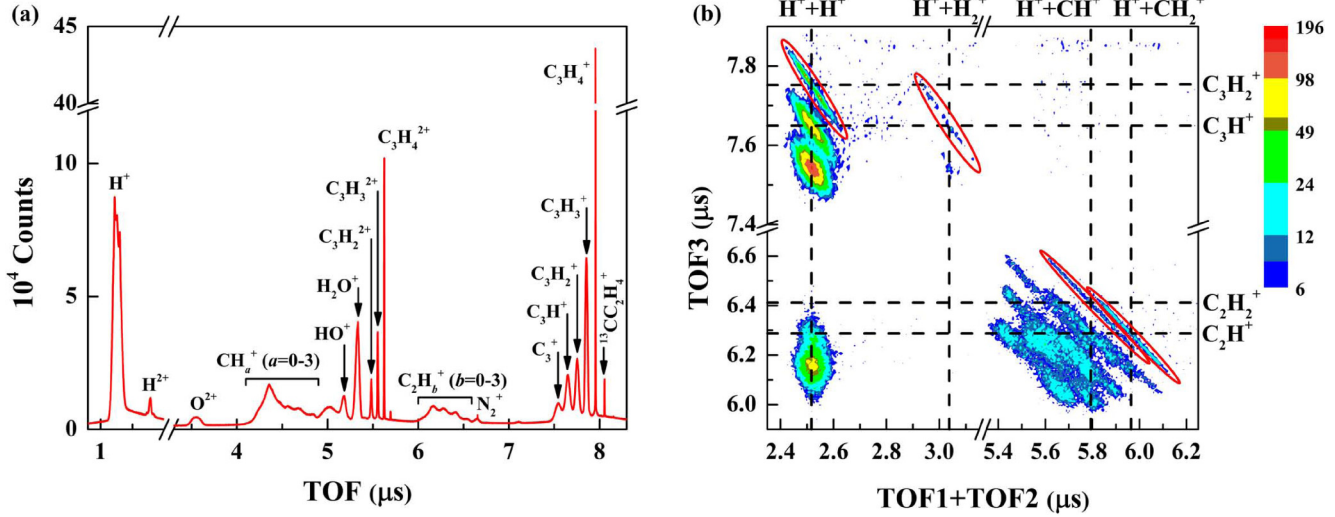 (a)
45
40
10
5
0
10⁴ Counts
H⁺
H²⁺
O²⁺
CHₐ⁺ (a=0-3)
HO⁺
H₂O⁺
C₃H₂²⁺
C₃H₃²⁺
C₃H₄²⁺
C₂H_b⁺ (b=0-3)
N₂⁺
C₃⁺
C₃H⁺
C₃H₂⁺
C₃H₃⁺
C₃H₄⁺
¹³CC₂H₄⁺
1 4 5 6 7 8
TOF (μs)
(b)
H⁺+H⁺ H⁺+H₂⁺ H⁺+CH⁺ H⁺+CH₂⁺
7.8
7.6
7.4
6.6
6.4
6.2
6.0
TOF3 (μs)
C₃H₂⁺
C₃H⁺
C₂H₂⁺
C₂H⁺
2.4 2.6 2.8 3.0 5.4 5.6 5.8 6.0 6.2
TOF1+TOF2 (μs)
196
98
49
24
12
6